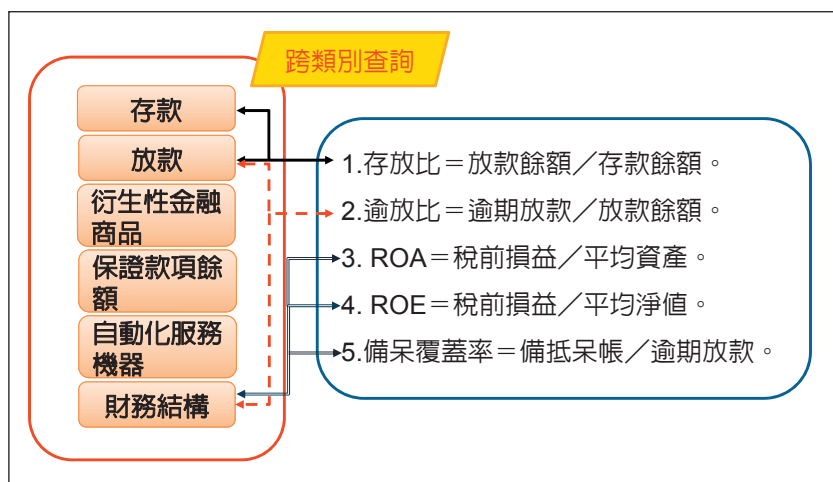 跨類別查詢
存款
放款
衍生性金融
商品
保證款項餘
額
自動化服務
機器
財務結構
1.存放比＝放款餘額／存款餘額。
2.逾放比＝逾期放款／放款餘額。
3. ROA＝稅前損益／平均資產。
4. ROE＝稅前損益／平均淨值。
5.備呆覆蓋率＝備抵呆帳／逾期放款。